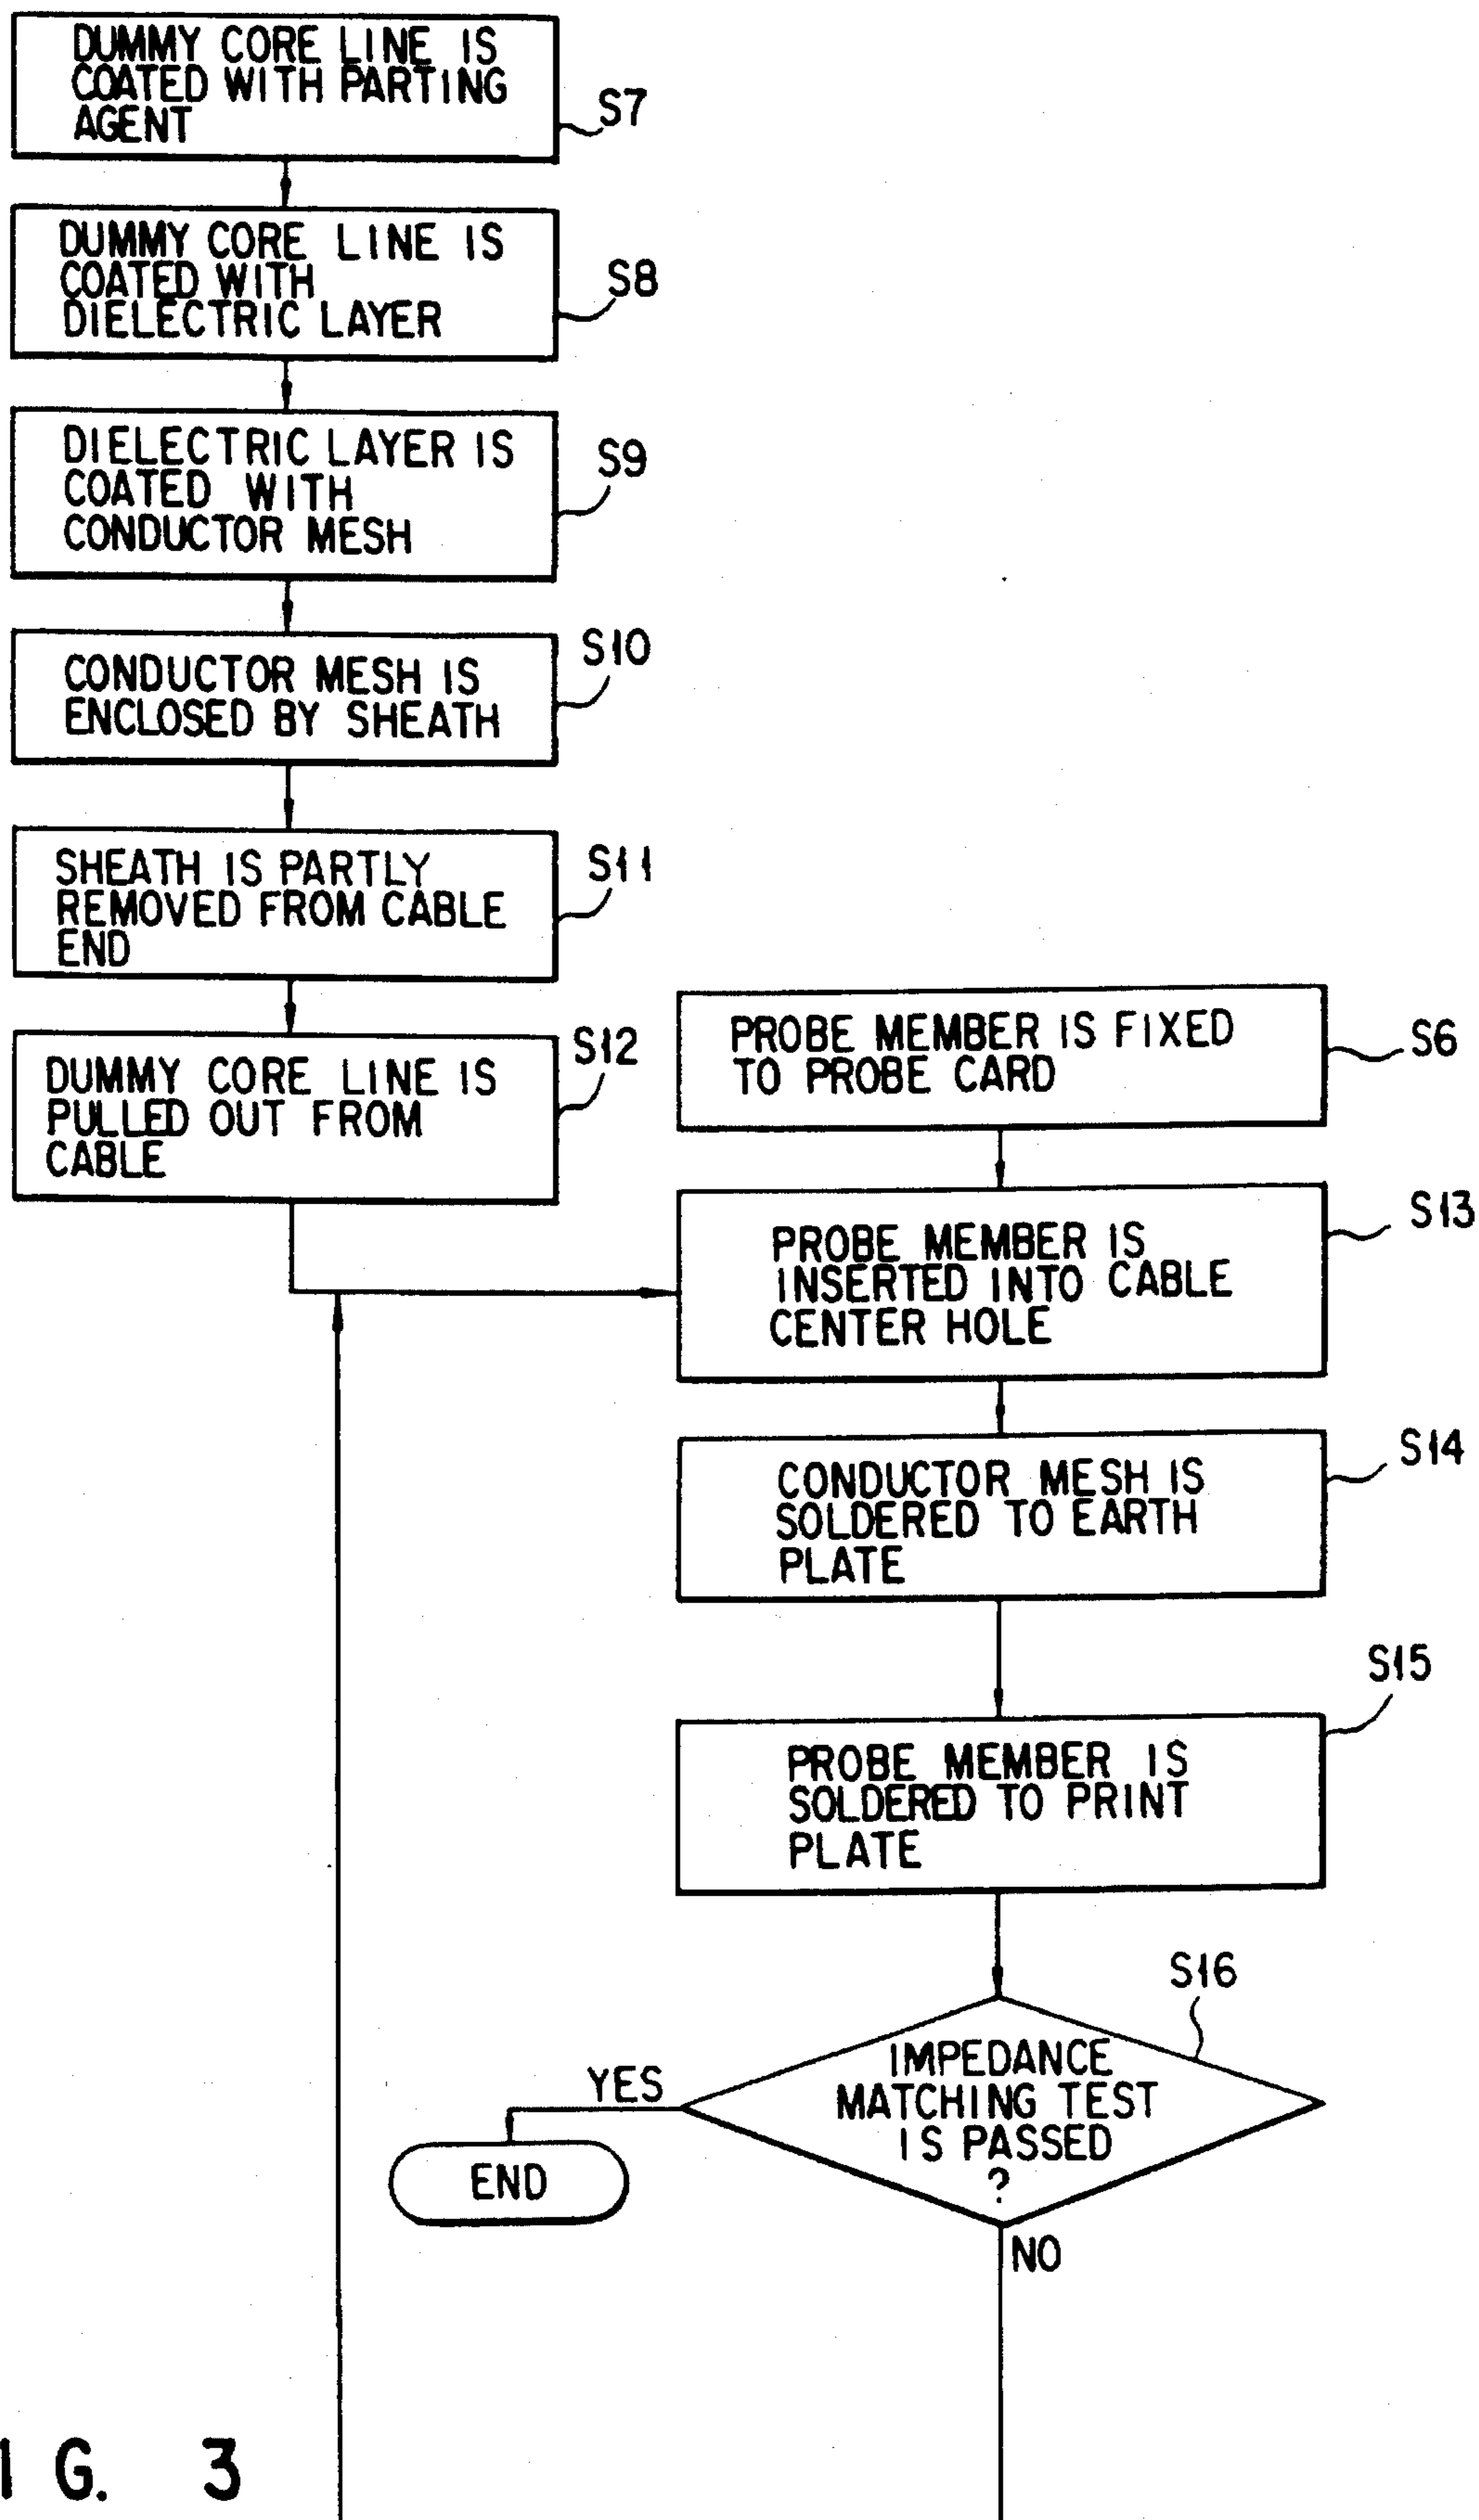 DUMMY CORE LINE IS
COATED WITH PARTING
AGENT
S7
DUMMY CORE LINE IS
COATED WITH
DIELECTRIC LAYER
S8
DIELECTRIC LAYER IS
COATED WITH
CONDUCTOR MESH
S9
CONDUCTOR MESH IS
ENCLOSED BY SHEATH
S10
SHEATH IS PARTLY
REMOVED FROM CABLE
END
S11
DUMMY CORE LINE IS
PULLED OUT FROM
CABLE
S12
PROBE MEMBER IS FIXED
TO PROBE CARD
S6
PROBE MEMBER IS
INSERTED INTO CABLE
CENTER HOLE
S13
CONDUCTOR MESH IS
SOLDERED TO EARTH
PLATE
S14
PROBE MEMBER IS
SOLDERED TO PRINT
PLATE
S15
IMPEDANCE
MATCHING TEST
IS PASSED
?
S16
YES
END
NO
IG. 3